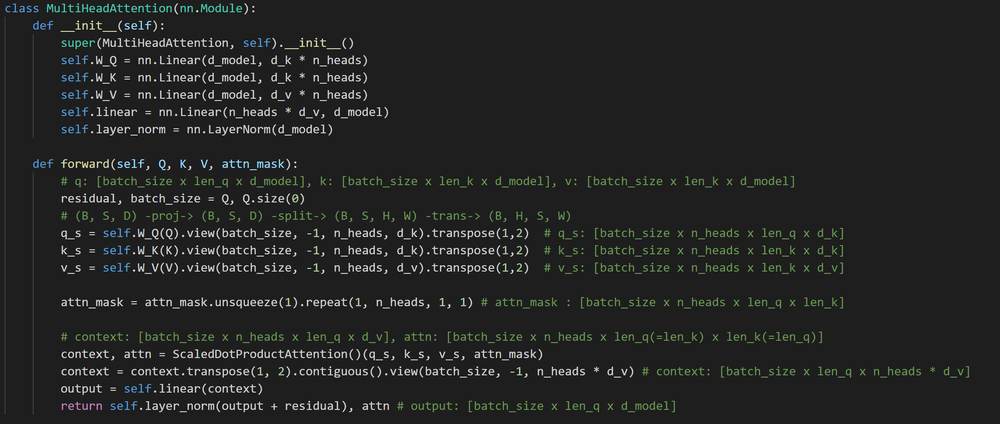 class MultiHeadAttention(nn.Module):
    def __init__(self):
        super(MultiHeadAttention, self).__init__()
        self.W_Q = nn.Linear(d_model, d_k * n_heads)
        self.W_K = nn.Linear(d_model, d_k * n_heads)
        self.W_V = nn.Linear(d_model, d_v * n_heads)
        self.linear = nn.Linear(n_heads * d_v, d_model)
        self.layer_norm = nn.LayerNorm(d_model)

    def forward(self, Q, K, V, attn_mask):
        # q: [batch_size x len_q x d_model], k: [batch_size x len_k x d_model], v: [batch_size x len_k x d_model]
        residual, batch_size = Q, Q.size(0)
        # (B, S, D) -proj-> (B, S, D) -split-> (B, S, H, W) -trans-> (B, H, S, W)
        q_s = self.W_Q(Q).view(batch_size, -1, n_heads, d_k).transpose(1,2)  # q_s: [batch_size x n_heads x len_q x d_k]
        k_s = self.W_K(K).view(batch_size, -1, n_heads, d_k).transpose(1,2)  # k_s: [batch_size x n_heads x len_k x d_k]
        v_s = self.W_V(V).view(batch_size, -1, n_heads, d_v).transpose(1,2)  # v_s: [batch_size x n_heads x len_k x d_v]

        attn_mask = attn_mask.unsqueeze(1).repeat(1, n_heads, 1, 1) # attn_mask : [batch_size x n_heads x len_q x len_k]

        # context: [batch_size x n_heads x len_q x d_v], attn: [batch_size x n_heads x len_q(=len_k) x len_k(=len_q)]
        context, attn = ScaledDotProductAttention()(q_s, k_s, v_s, attn_mask)
        context = context.transpose(1, 2).contiguous().view(batch_size, -1, n_heads * d_v) # context: [batch_size x len_q x n_heads * d_v]
        output = self.linear(context)
        return self.layer_norm(output + residual), attn # output: [batch_size x len_q x d_model]